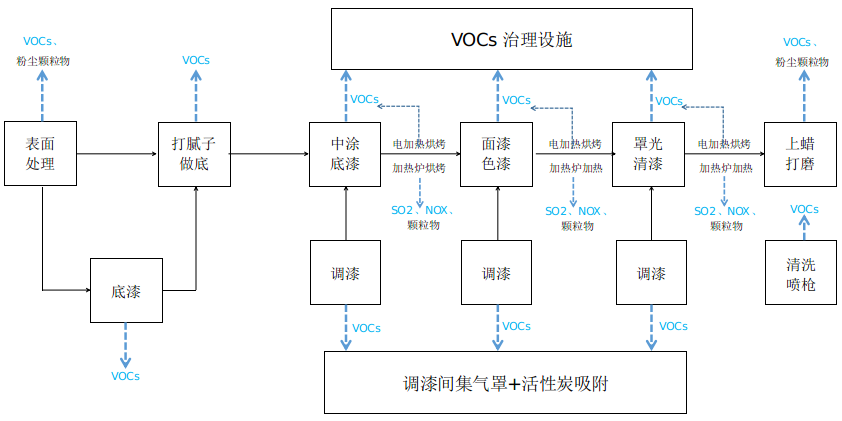 VOCs 治理设施
VOCs、
粉尘颗粒物
VOCs
VOCs
VOCs
VOCs
VOCs、
粉尘颗粒物
表面
处理
打腻子
做底
中涂
底漆
电加热烘烤
加热炉烘烤
面漆
色漆
电加热烘烤
加热炉加热
罩光
清漆
电加热烘烤
加热炉加热
上蜡
打磨
SO2、NOX、
颗粒物
SO2、NOX、
颗粒物
SO2、NOX、
颗粒物
VOCs
底漆
调漆
调漆
调漆
清洗
喷枪
VOCs
VOCs
VOCs
VOCs
调漆间集气罩+活性炭吸附